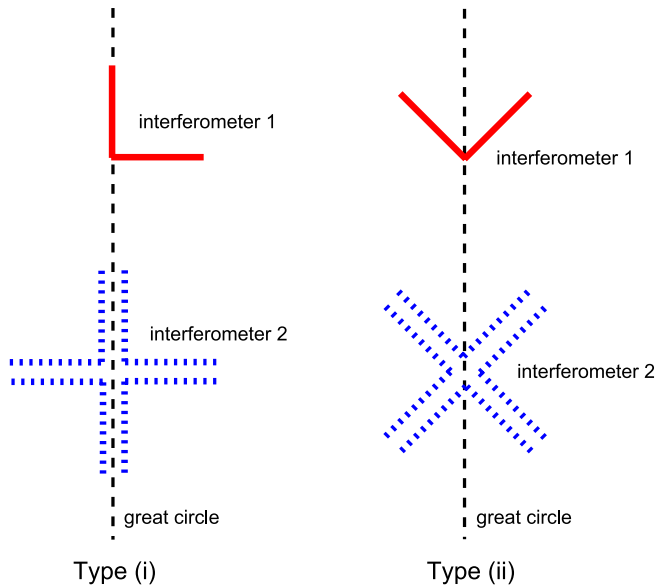 interferometer 1
interferometer 2
great circle
Type (i)
interferometer 1
interferometer 2
great circle
Type (ii)